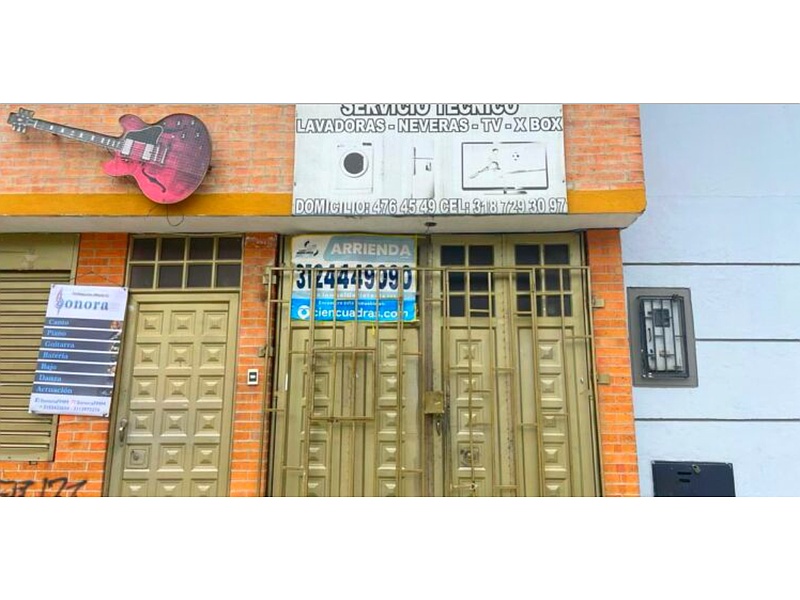 SERVICIO TECNICO
LAVADORAS - NEVERAS - TV - X BOX
DOMICILIO: 476 45 49 CEL: 318 729 30 97
ARRIENDA
3124449090
ciencuadras.com
Sonora
Canto
Piano
Guitarra
Batería
Bajo
Danza
Actuación